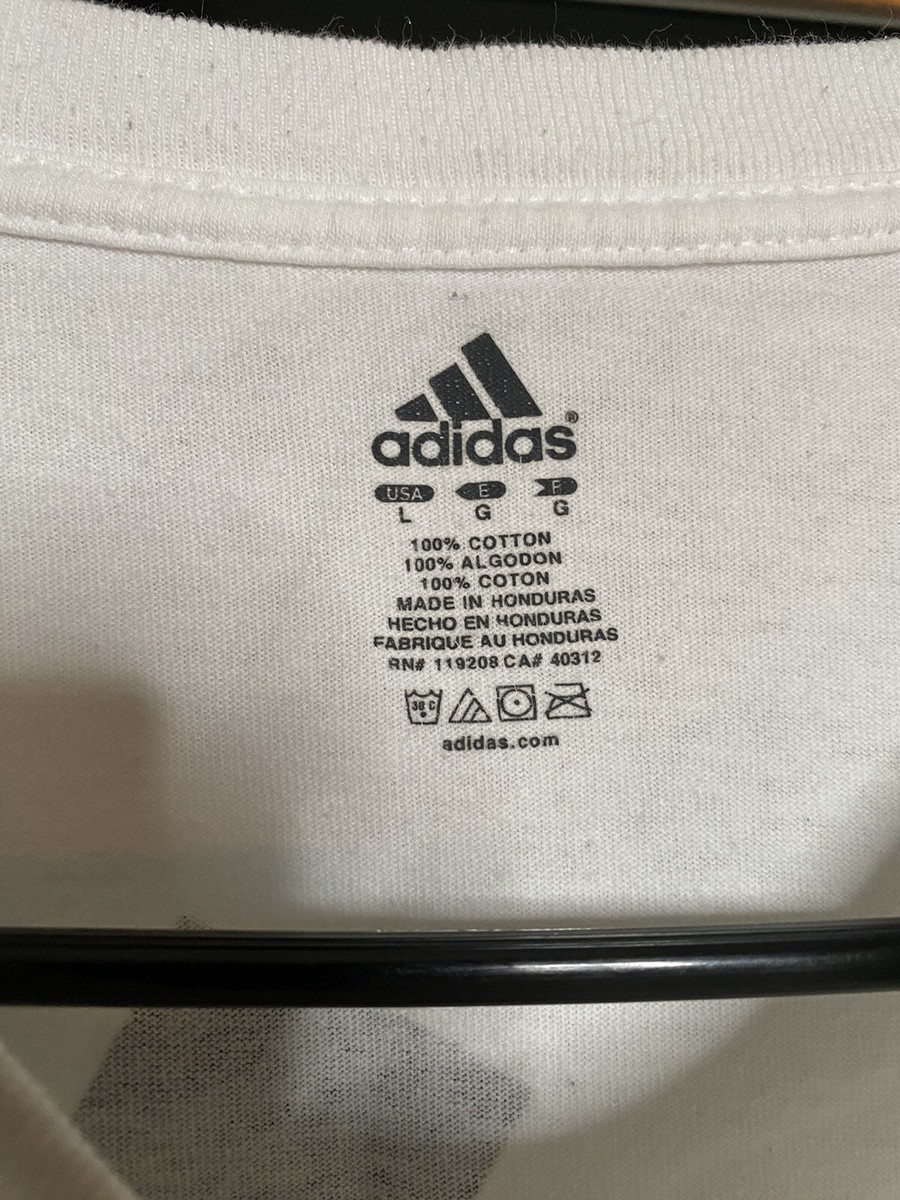 adidas®
USA E F
L G G
100% COTTON
100% ALGODON
100% COTON
MADE IN HONDURAS
HECHO EN HONDURAS
FABRIQUE AU HONDURAS
RN# 119208 CA# 40312
30 C
adidas.com